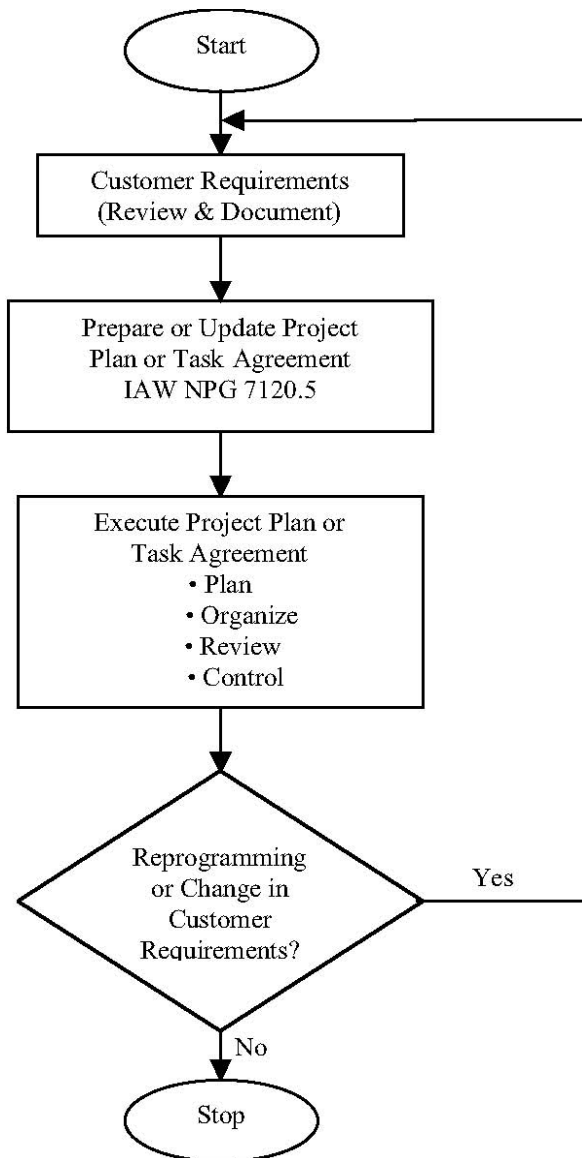 Start
Customer Requirements
(Review & Document)
Prepare or Update Project
Plan or Task Agreement
IAW NPG 7120.5
Execute Project Plan or
Task Agreement
• Plan
• Organize
• Review
• Control
Reprogramming
or Change in
Customer
Requirements?
Yes
No
Stop